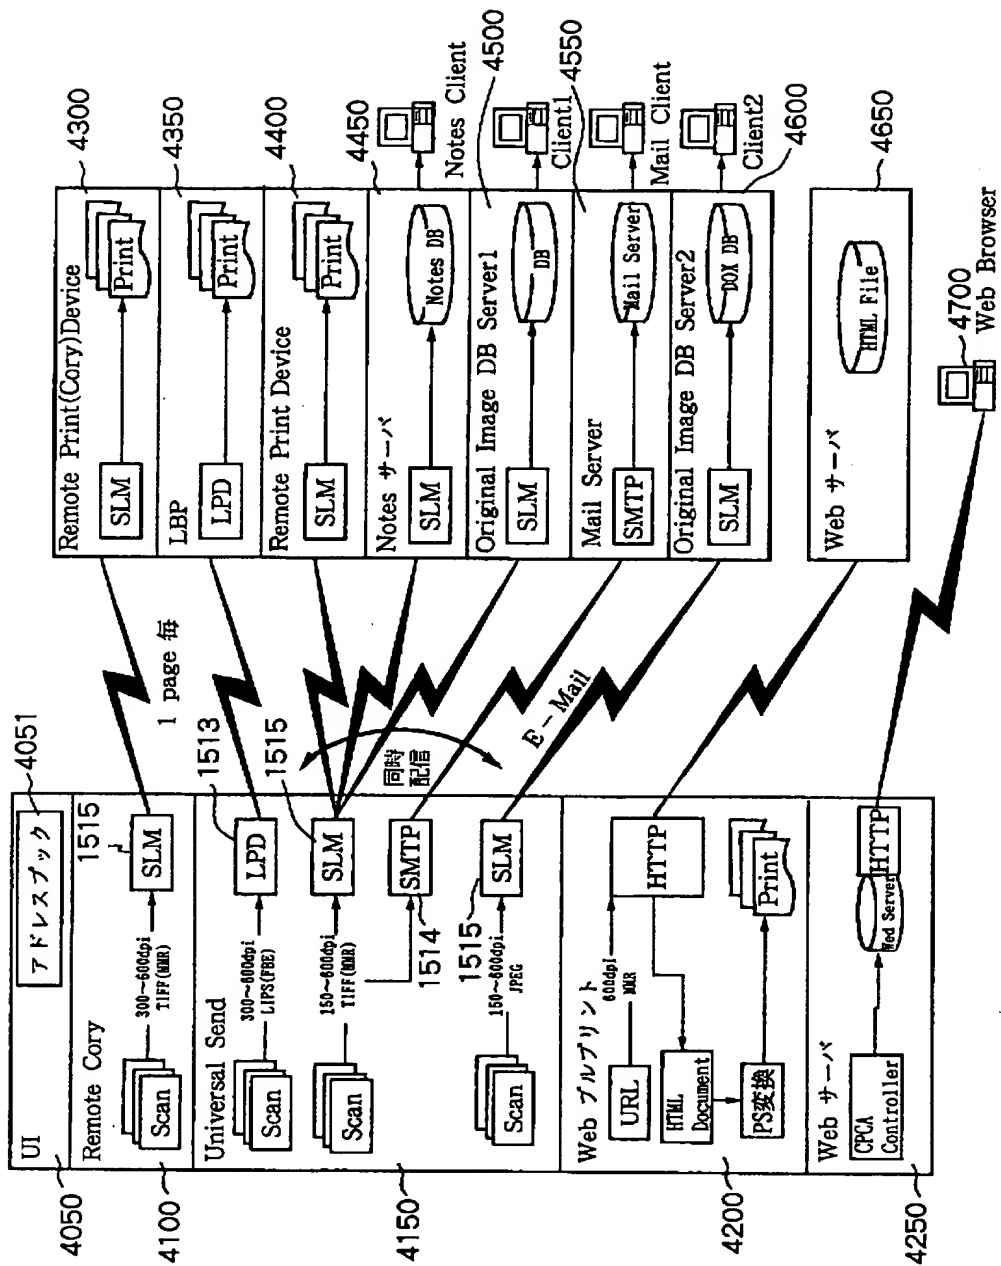 4050
UI
アドレスブック
4051
4100
Remote Cory
Scan
300〜600dpi
TIFF(MMR)
SLM
1515
1 page 毎
4150
Universal Send
Scan
300〜600dpi
LIPS(FBE)
LPD
1513
Scan
150〜600dpi
TIFF(MMR)
SLM
1515
SMTP
1514
同時
配信
E-Mail
Scan
150〜600dpi
JPEG
SLM
1515
4200
Web プルプリント
URL
600dpi
MMR
HTTP
HTML
Document
PS変換
Print
4250
Web サーバ
CPCA
Controller
Wed Server
HTTP
Remote Print(Cory)Device
4300
SLM
Print
LBP
4350
LPD
Print
Remote Print Device
4400
SLM
Print
Notes サーバ
4450
SLM
Notes DB
Notes Client
Original Image DB Server1
4500
SLM
DB
Client1
Mail Server
4550
SMTP
Mail Server
Mail Client
Original Image DB Server2
SLM
DOX DB
Client2
4600
Web サーバ
HTML File
4650
4700
Web Browser